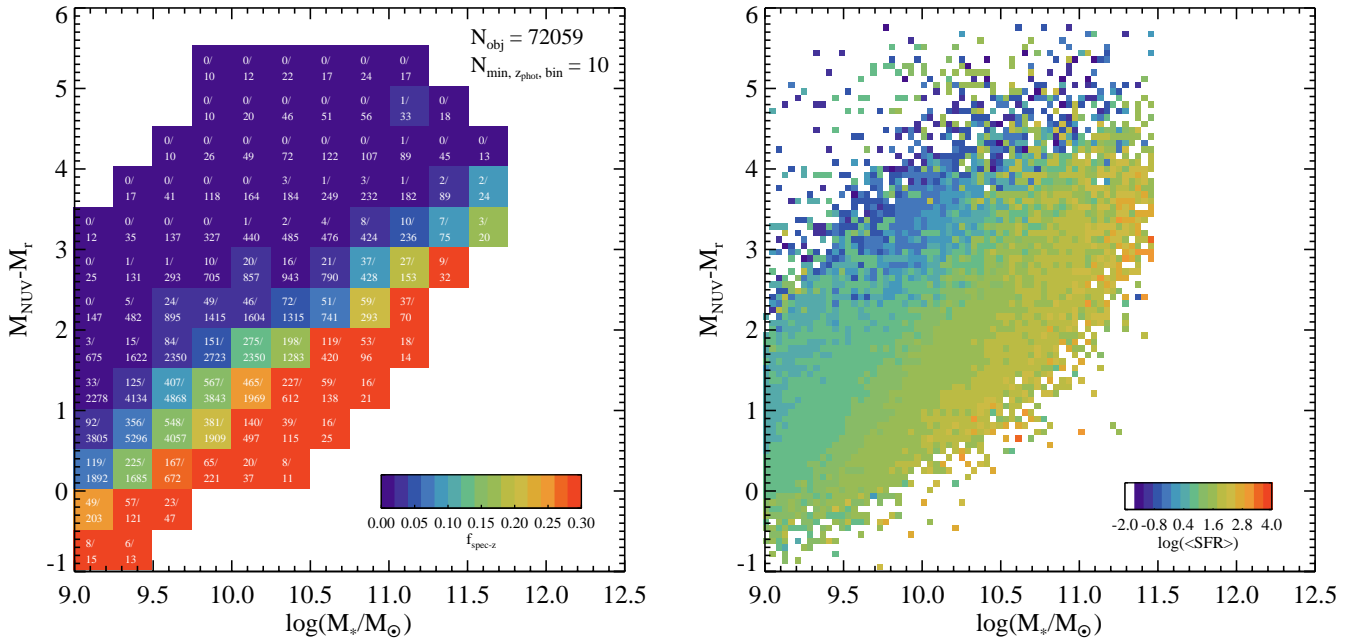 N_obj = 72059
N_min, z_phot, bin = 10
6
5
4
3
2
1
0
-1
M_NUV-M_r
0/ 0/ 0/ 0/ 0/ 0/
10 12 22 17 24 17
0/ 0/ 0/ 0/ 0/ 1/ 0/
10 20 46 51 56 33 18
0/ 0/ 0/ 0/ 0/ 0/ 1/ 0/ 0/
10 26 49 72 122 107 89 45 13
0/ 0/ 0/ 0/ 3/ 1/ 3/ 1/ 2/ 2/
17 41 118 164 184 249 232 182 89 24
0/ 0/ 0/ 0/ 1/ 2/ 4/ 8/ 10/ 7/ 3/
12 35 137 327 440 485 476 424 236 75 20
0/ 1/ 1/ 10/ 20/ 16/ 21/ 37/ 27/ 9/
25 131 293 705 857 943 790 428 153 32
0/ 5/ 24/ 49/ 46/ 72/ 51/ 59/ 37/
147 482 895 1415 1604 1315 741 293 70
3/ 15/ 84/ 151/ 275/ 198/ 119/ 53/ 18/
675 1622 2350 2723 2350 1283 420 96 14
33/ 125/ 407/ 567/ 465/ 227/ 59/ 16/
2278 4134 4868 3843 1969 612 138 21
92/ 356/ 548/ 381/ 140/ 39/ 16/
3805 5296 4057 1909 497 115 25
119/ 225/ 167/ 65/ 20/ 8/
1892 1685 672 221 37 11
49/ 57/ 23/
203 121 47
8/ 6/
15 13
0.00 0.05 0.10 0.15 0.20 0.25 0.30
f_spec-z
9.0 9.5 10.0 10.5 11.0 11.5 12.0 12.5
log(M_*/M_⊙)
6
5
4
3
2
1
0
-1
M_NUV-M_r
-2.0 -0.8 0.4 1.6 2.8 4.0
log(<SFR>)
9.0 9.5 10.0 10.5 11.0 11.5 12.0 12.5
log(M_*/M_⊙)